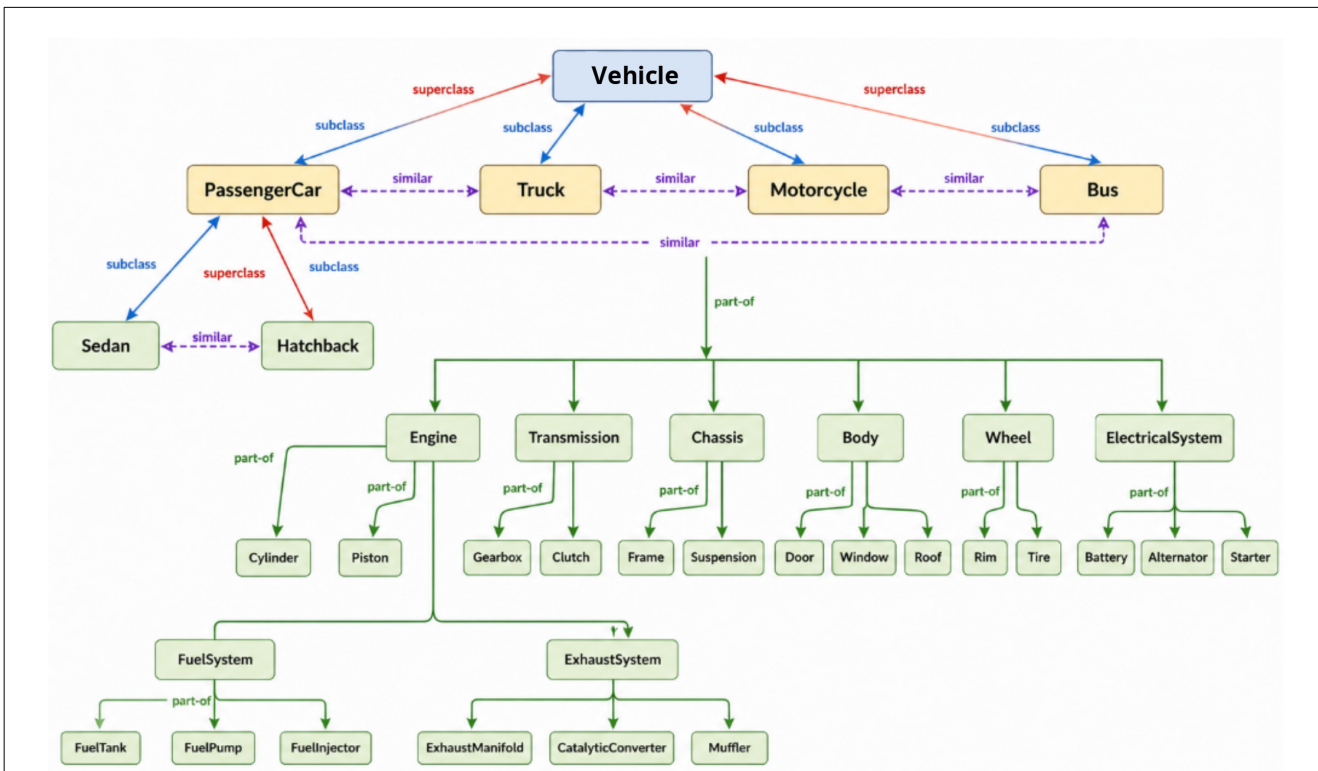 Vehicle
superclass
superclass
subclass
subclass
subclass
subclass
PassengerCar
similar
Truck
similar
Motorcycle
similar
Bus
similar
subclass
superclass
subclass
part-of
Sedan
similar
Hatchback
Engine
Transmission
Chassis
Body
Wheel
ElectricalSystem
part-of
part-of
part-of
part-of
part-of
part-of
part-of
Cylinder
Piston
Gearbox
Clutch
Frame
Suspension
Door
Window
Roof
Rim
Tire
Battery
Alternator
Starter
FuelSystem
ExhaustSystem
part-of
FuelTank
FuelPump
FuelInjector
ExhaustManifold
CatalyticConverter
Muffler